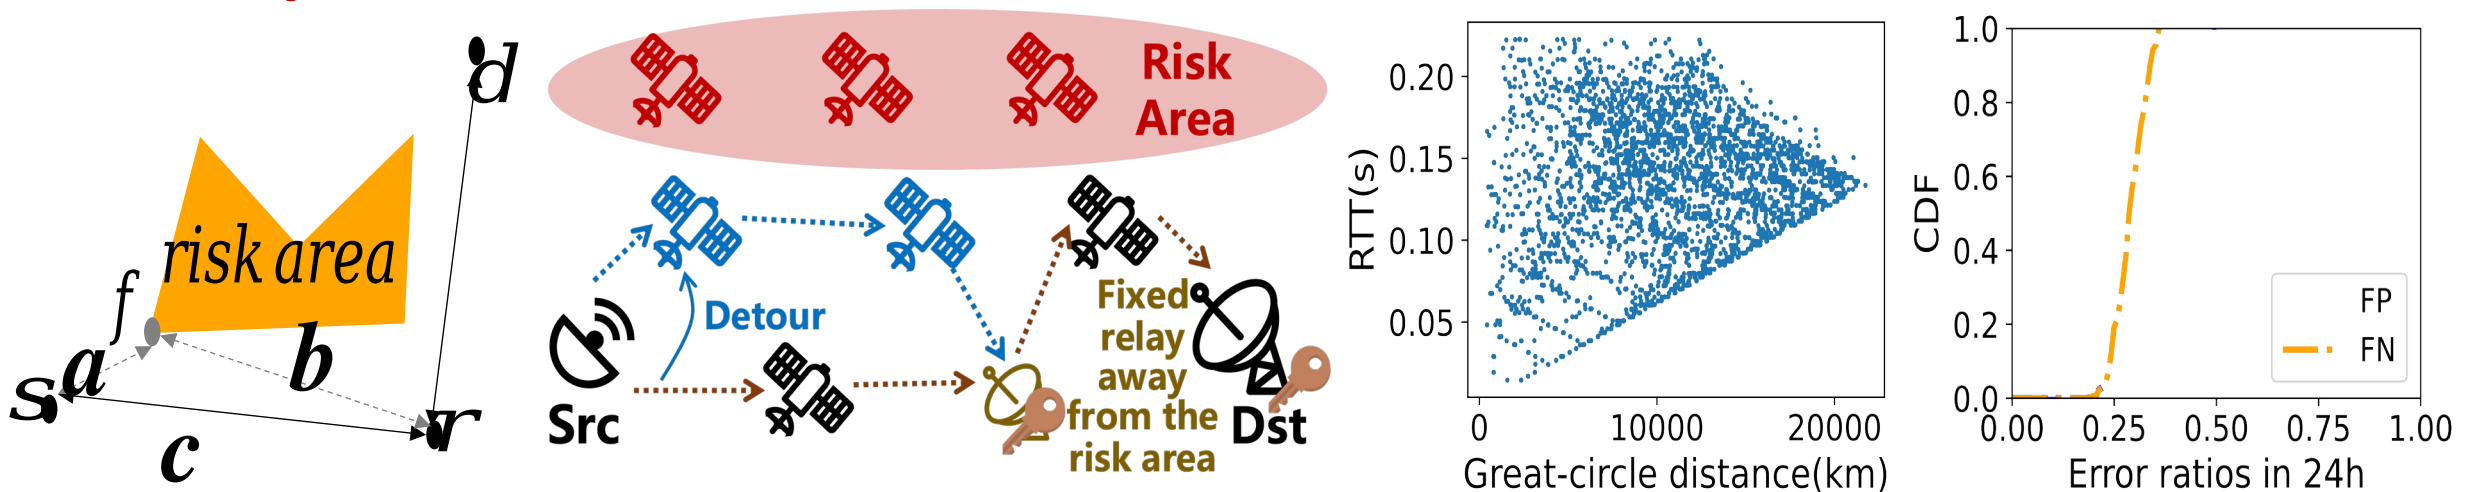 d
risk area
f
a
b
s
r
c
Risk
Area
Detour
Src
Fixed
relay
away
from the
risk area
Dst
RTT(s)
0.20
0.15
0.10
0.05
0
10000
20000
Great-circle distance(km)
CDF
1.0
0.8
0.6
0.4
0.2
0.0
0.00
0.25
0.50
0.75
1.00
FP
FN
Error ratios in 24h